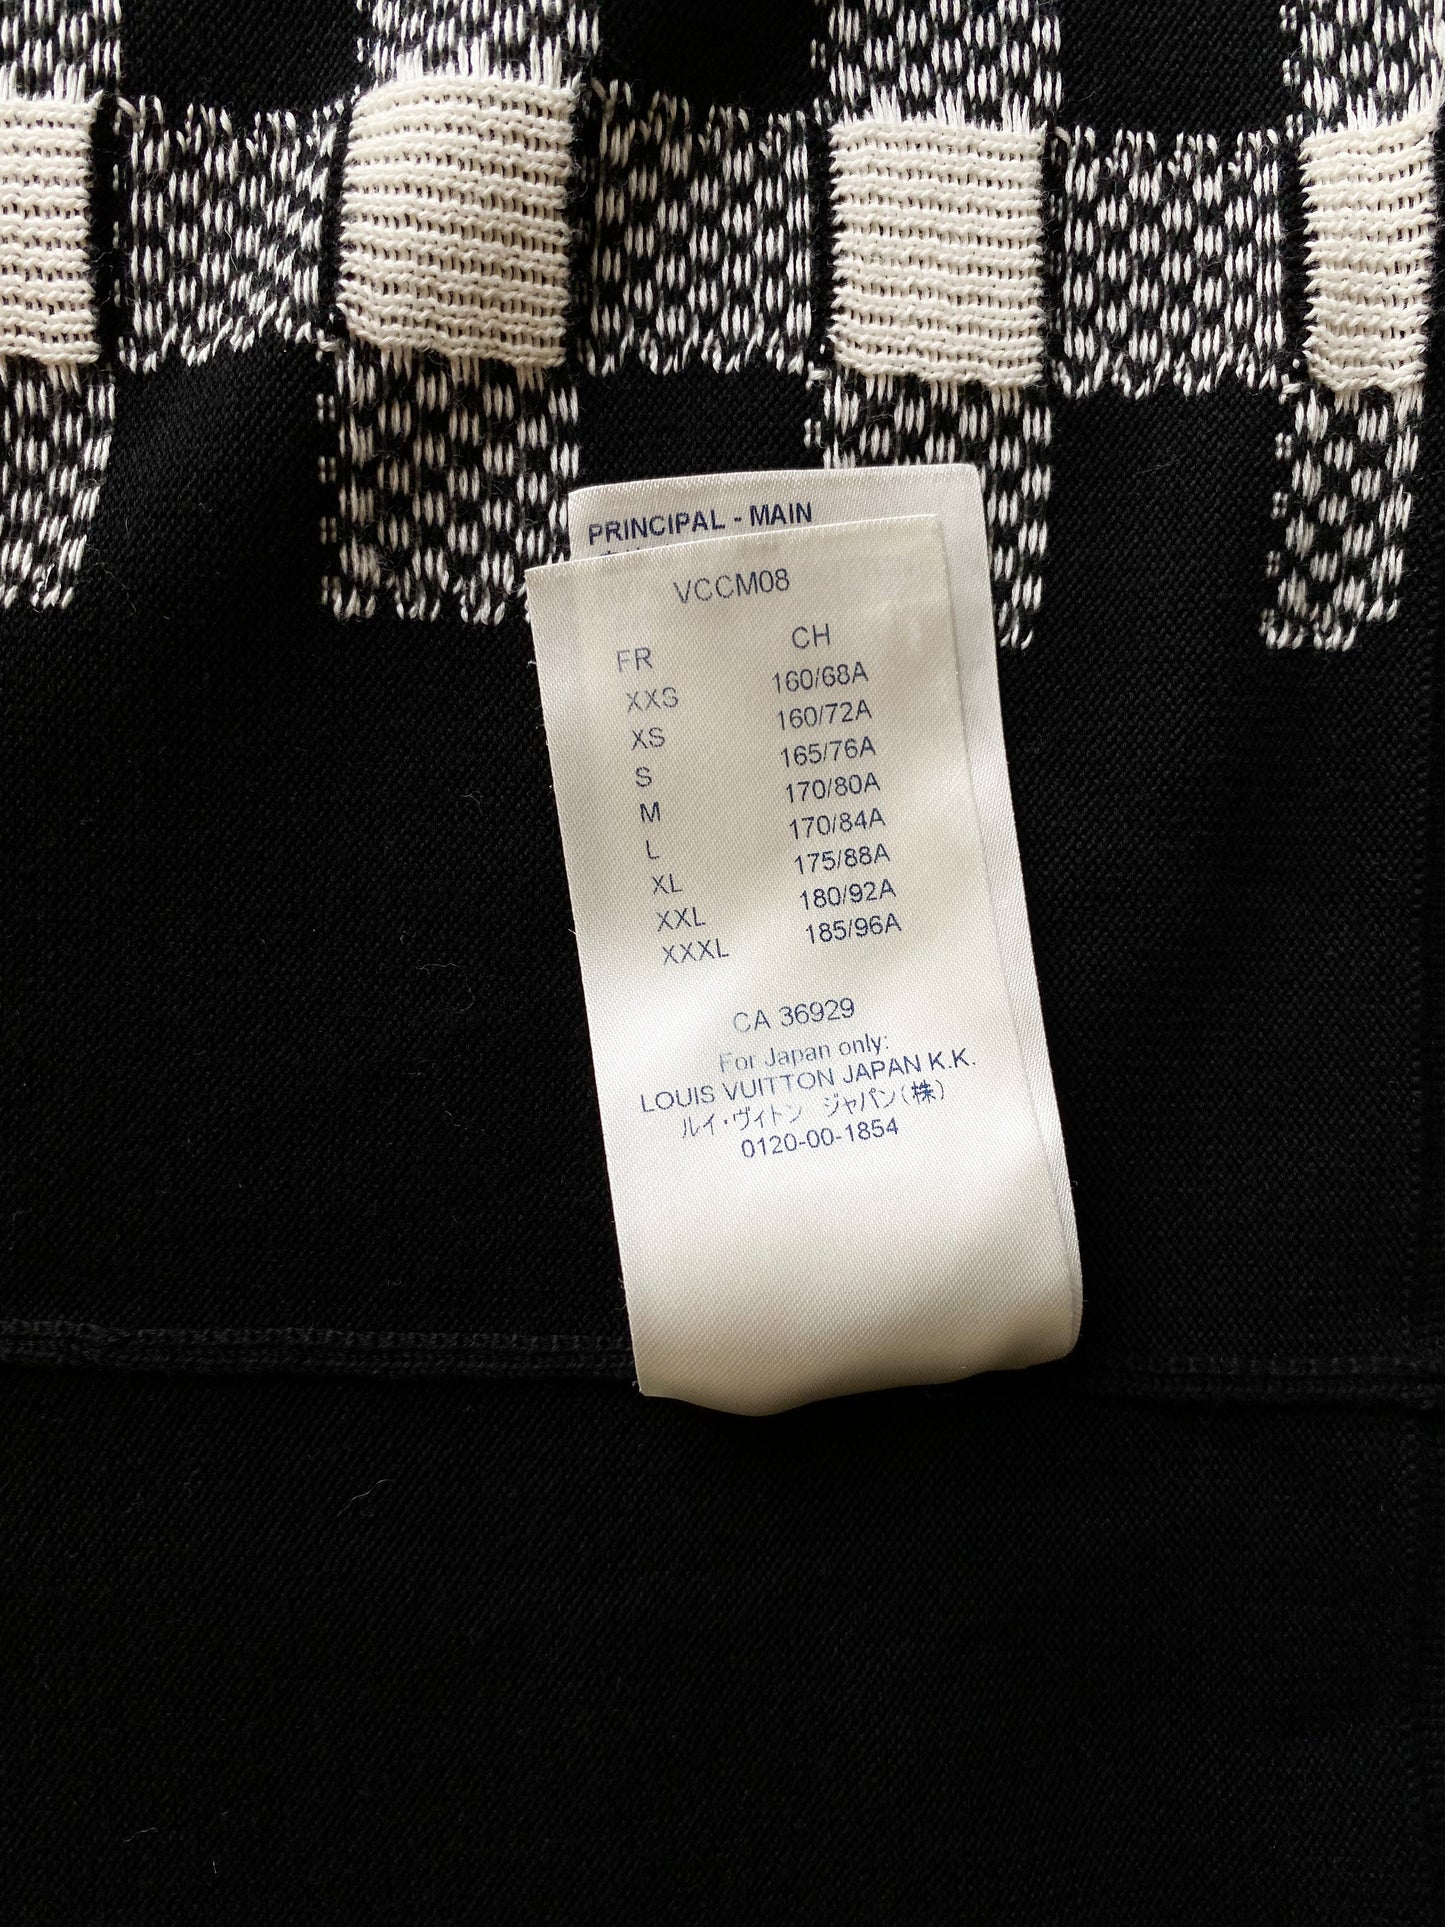 PRINCIPAL - MAIN
VCCM08
FR CH
XXS 160/68A
XS 160/72A
S 165/76A
M 170/80A
L 170/84A
XL 175/88A
XXL 180/92A
XXXL 185/96A
CA 36929
For Japan only:
LOUIS VUITTON JAPAN K.K.
ルイ・ヴィトン ジャパン(株)
0120-00-1854